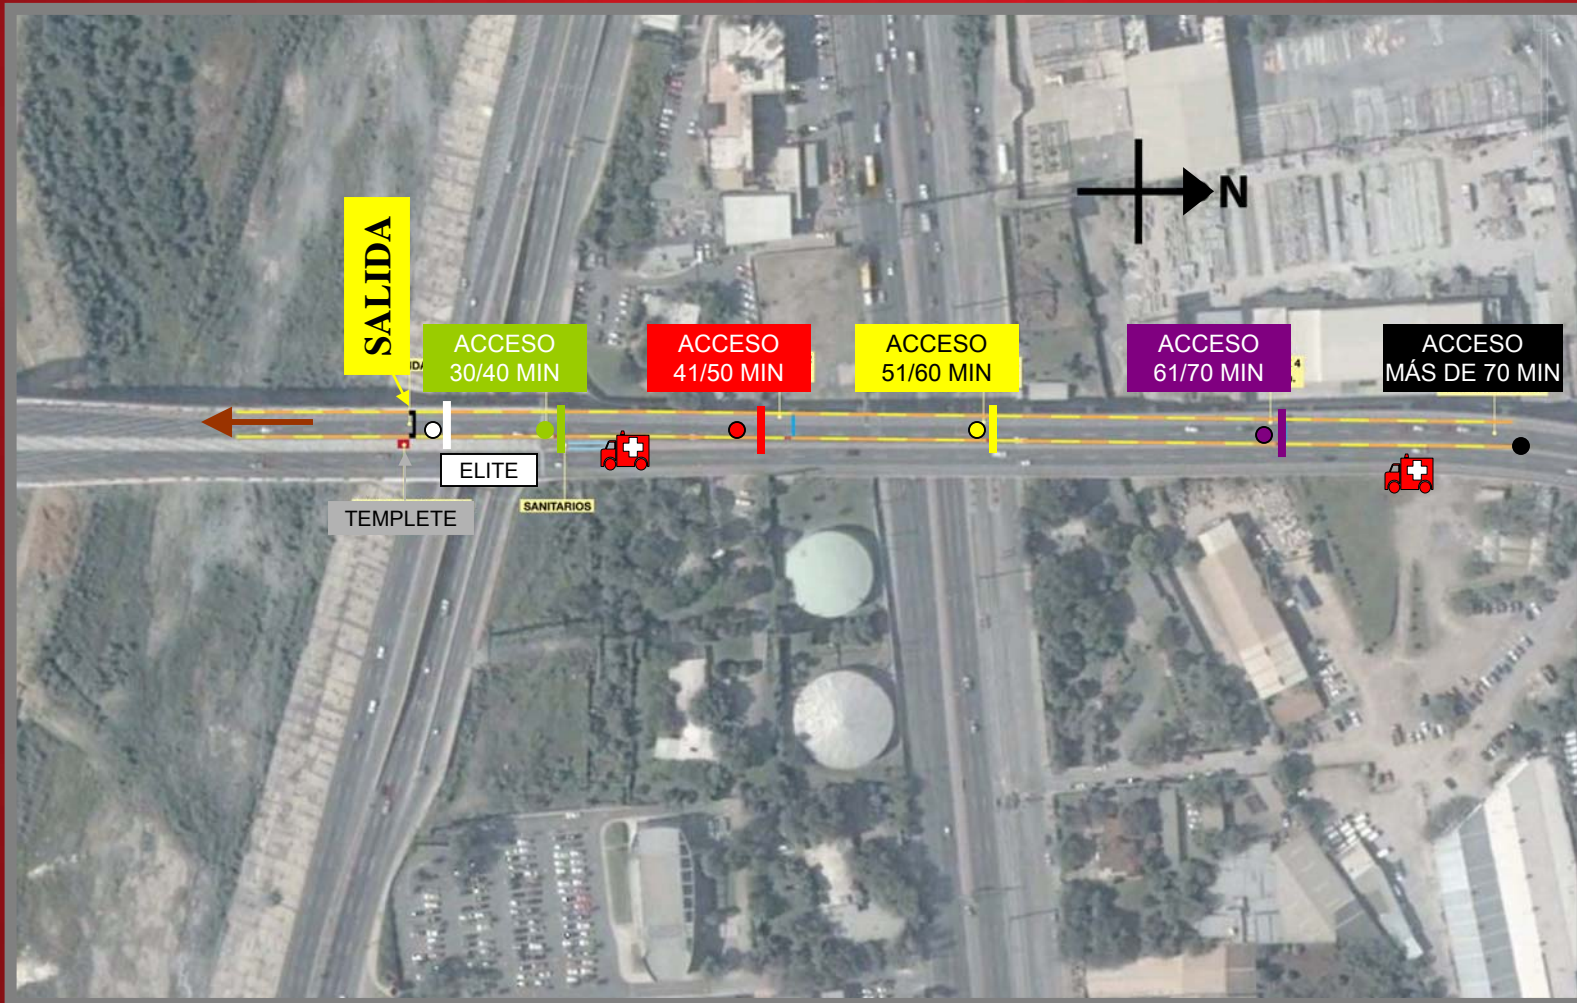 N
SALIDA
ACCESO
30/40 MIN
ACCESO
41/50 MIN
ACCESO
51/60 MIN
ACCESO
61/70 MIN
ACCESO
MÁS DE 70 MIN
4
ELITE
TEMPLETE
SANITARIOS